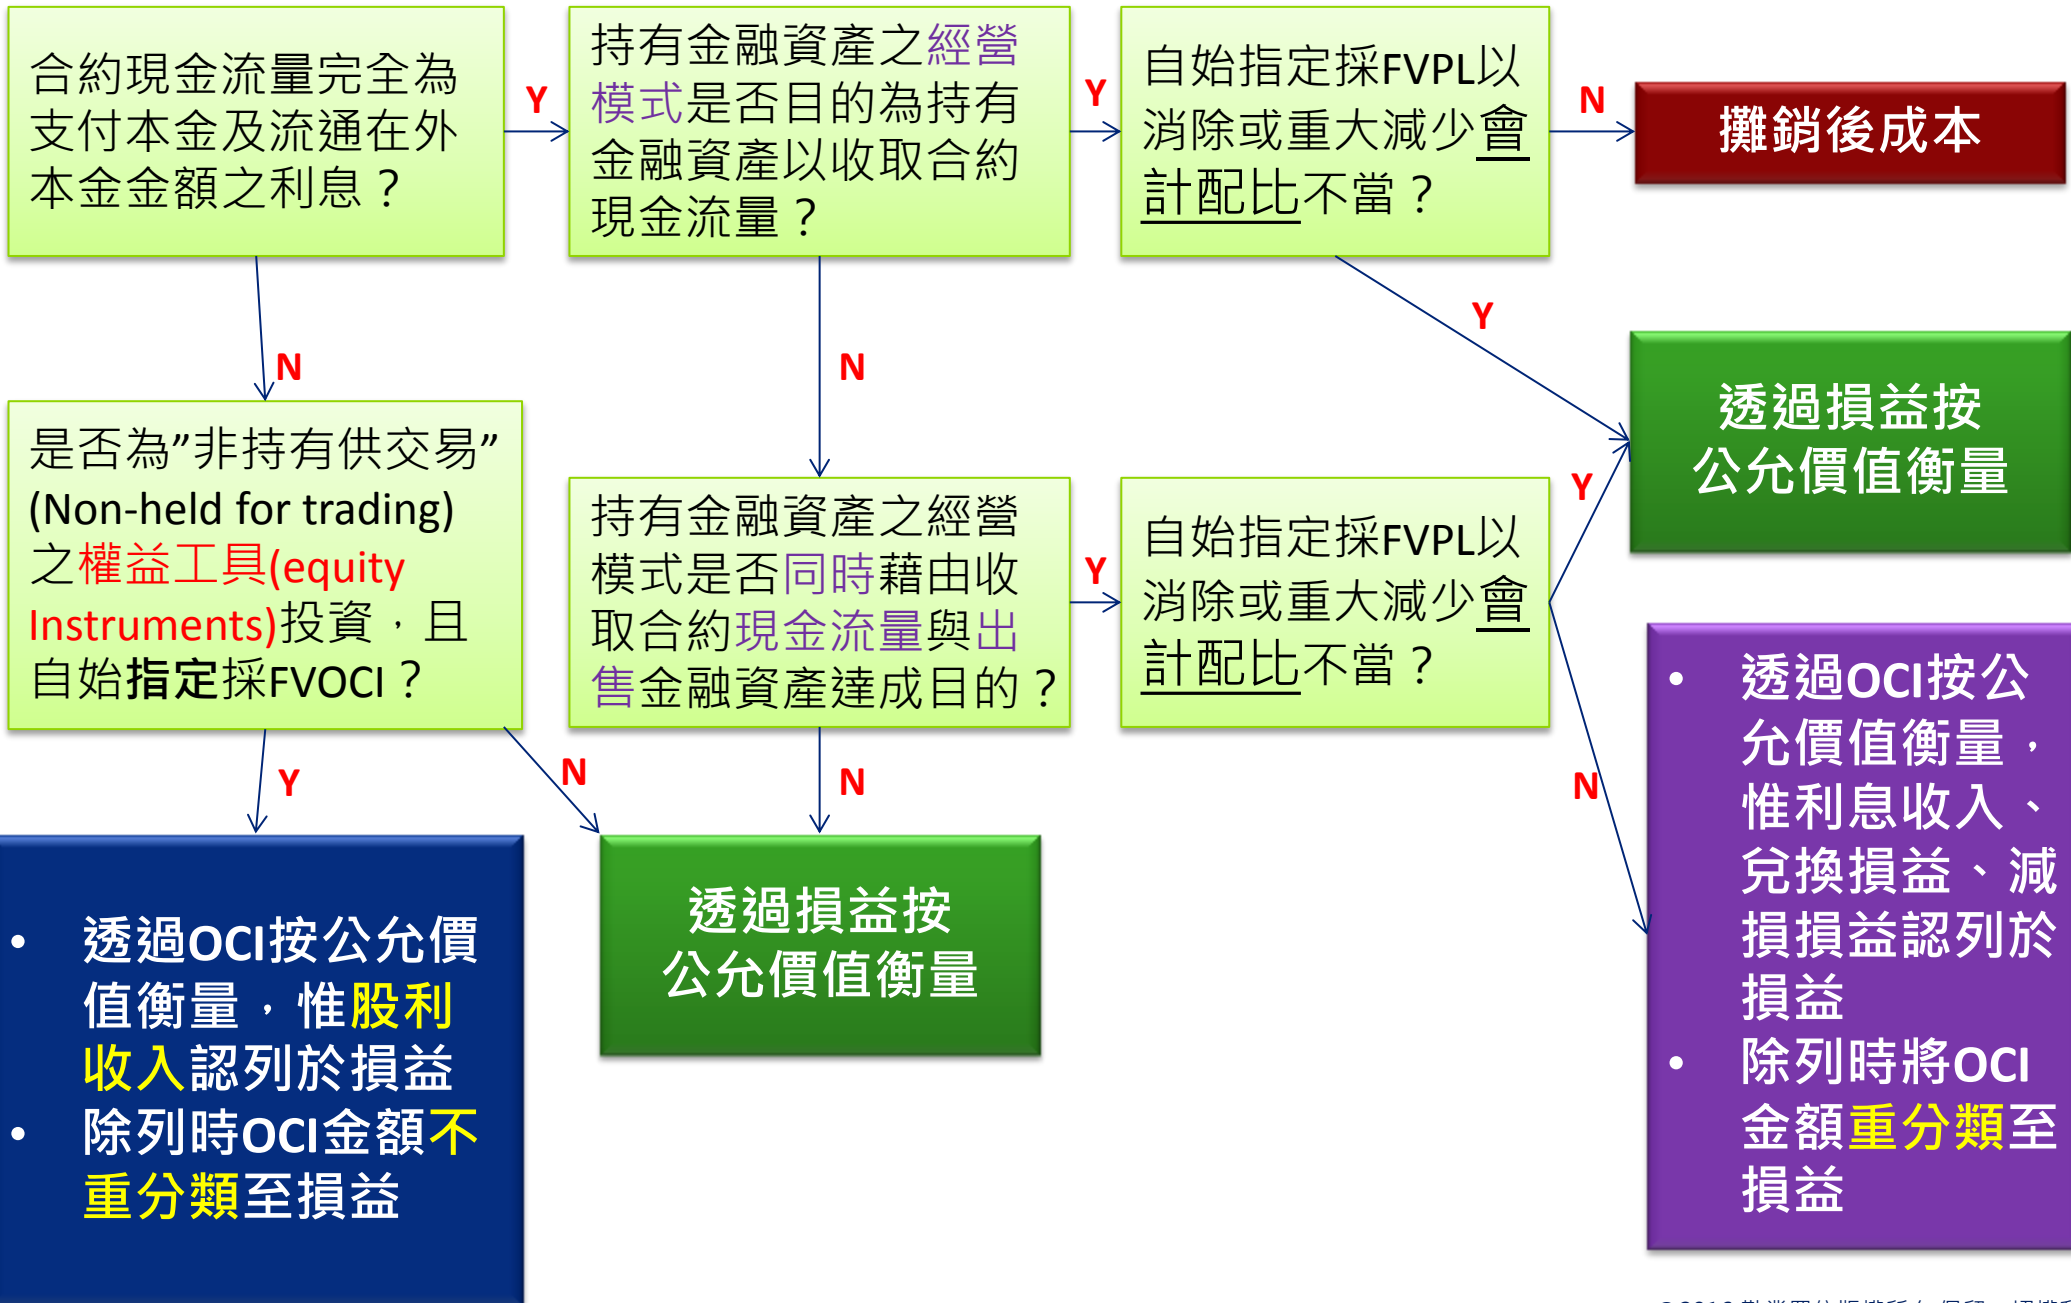 合約現金流量完全為
支付本金及流通在外
本金金額之利息？
Y
持有金融資產之經營
模式是否目的為持有
金融資產以收取合約
現金流量？
Y
自始指定採FVPL以
消除或重大減少會
計配比不當？
N
攤銷後成本
N
N
Y
透過損益按
公允價值衡量
是否為”非持有供交易”
(Non-held for trading)
之權益工具(equity
Instruments)投資，且
自始指定採FVOCI？
持有金融資產之經營
模式是否同時藉由收
取合約現金流量與出
售金融資產達成目的？
Y
自始指定採FVPL以
消除或重大減少會
計配比不當？
Y
N
Y
N
N
• 透過OCI按公允價
值衡量，惟股利
收入認列於損益
• 除列時OCI金額不
重分類至損益
透過損益按
公允價值衡量
• 透過OCI按公
允價值衡量，
惟利息收入、
兌換損益、減
損損益認列於
損益
• 除列時將OCI
金額重分類至
損益